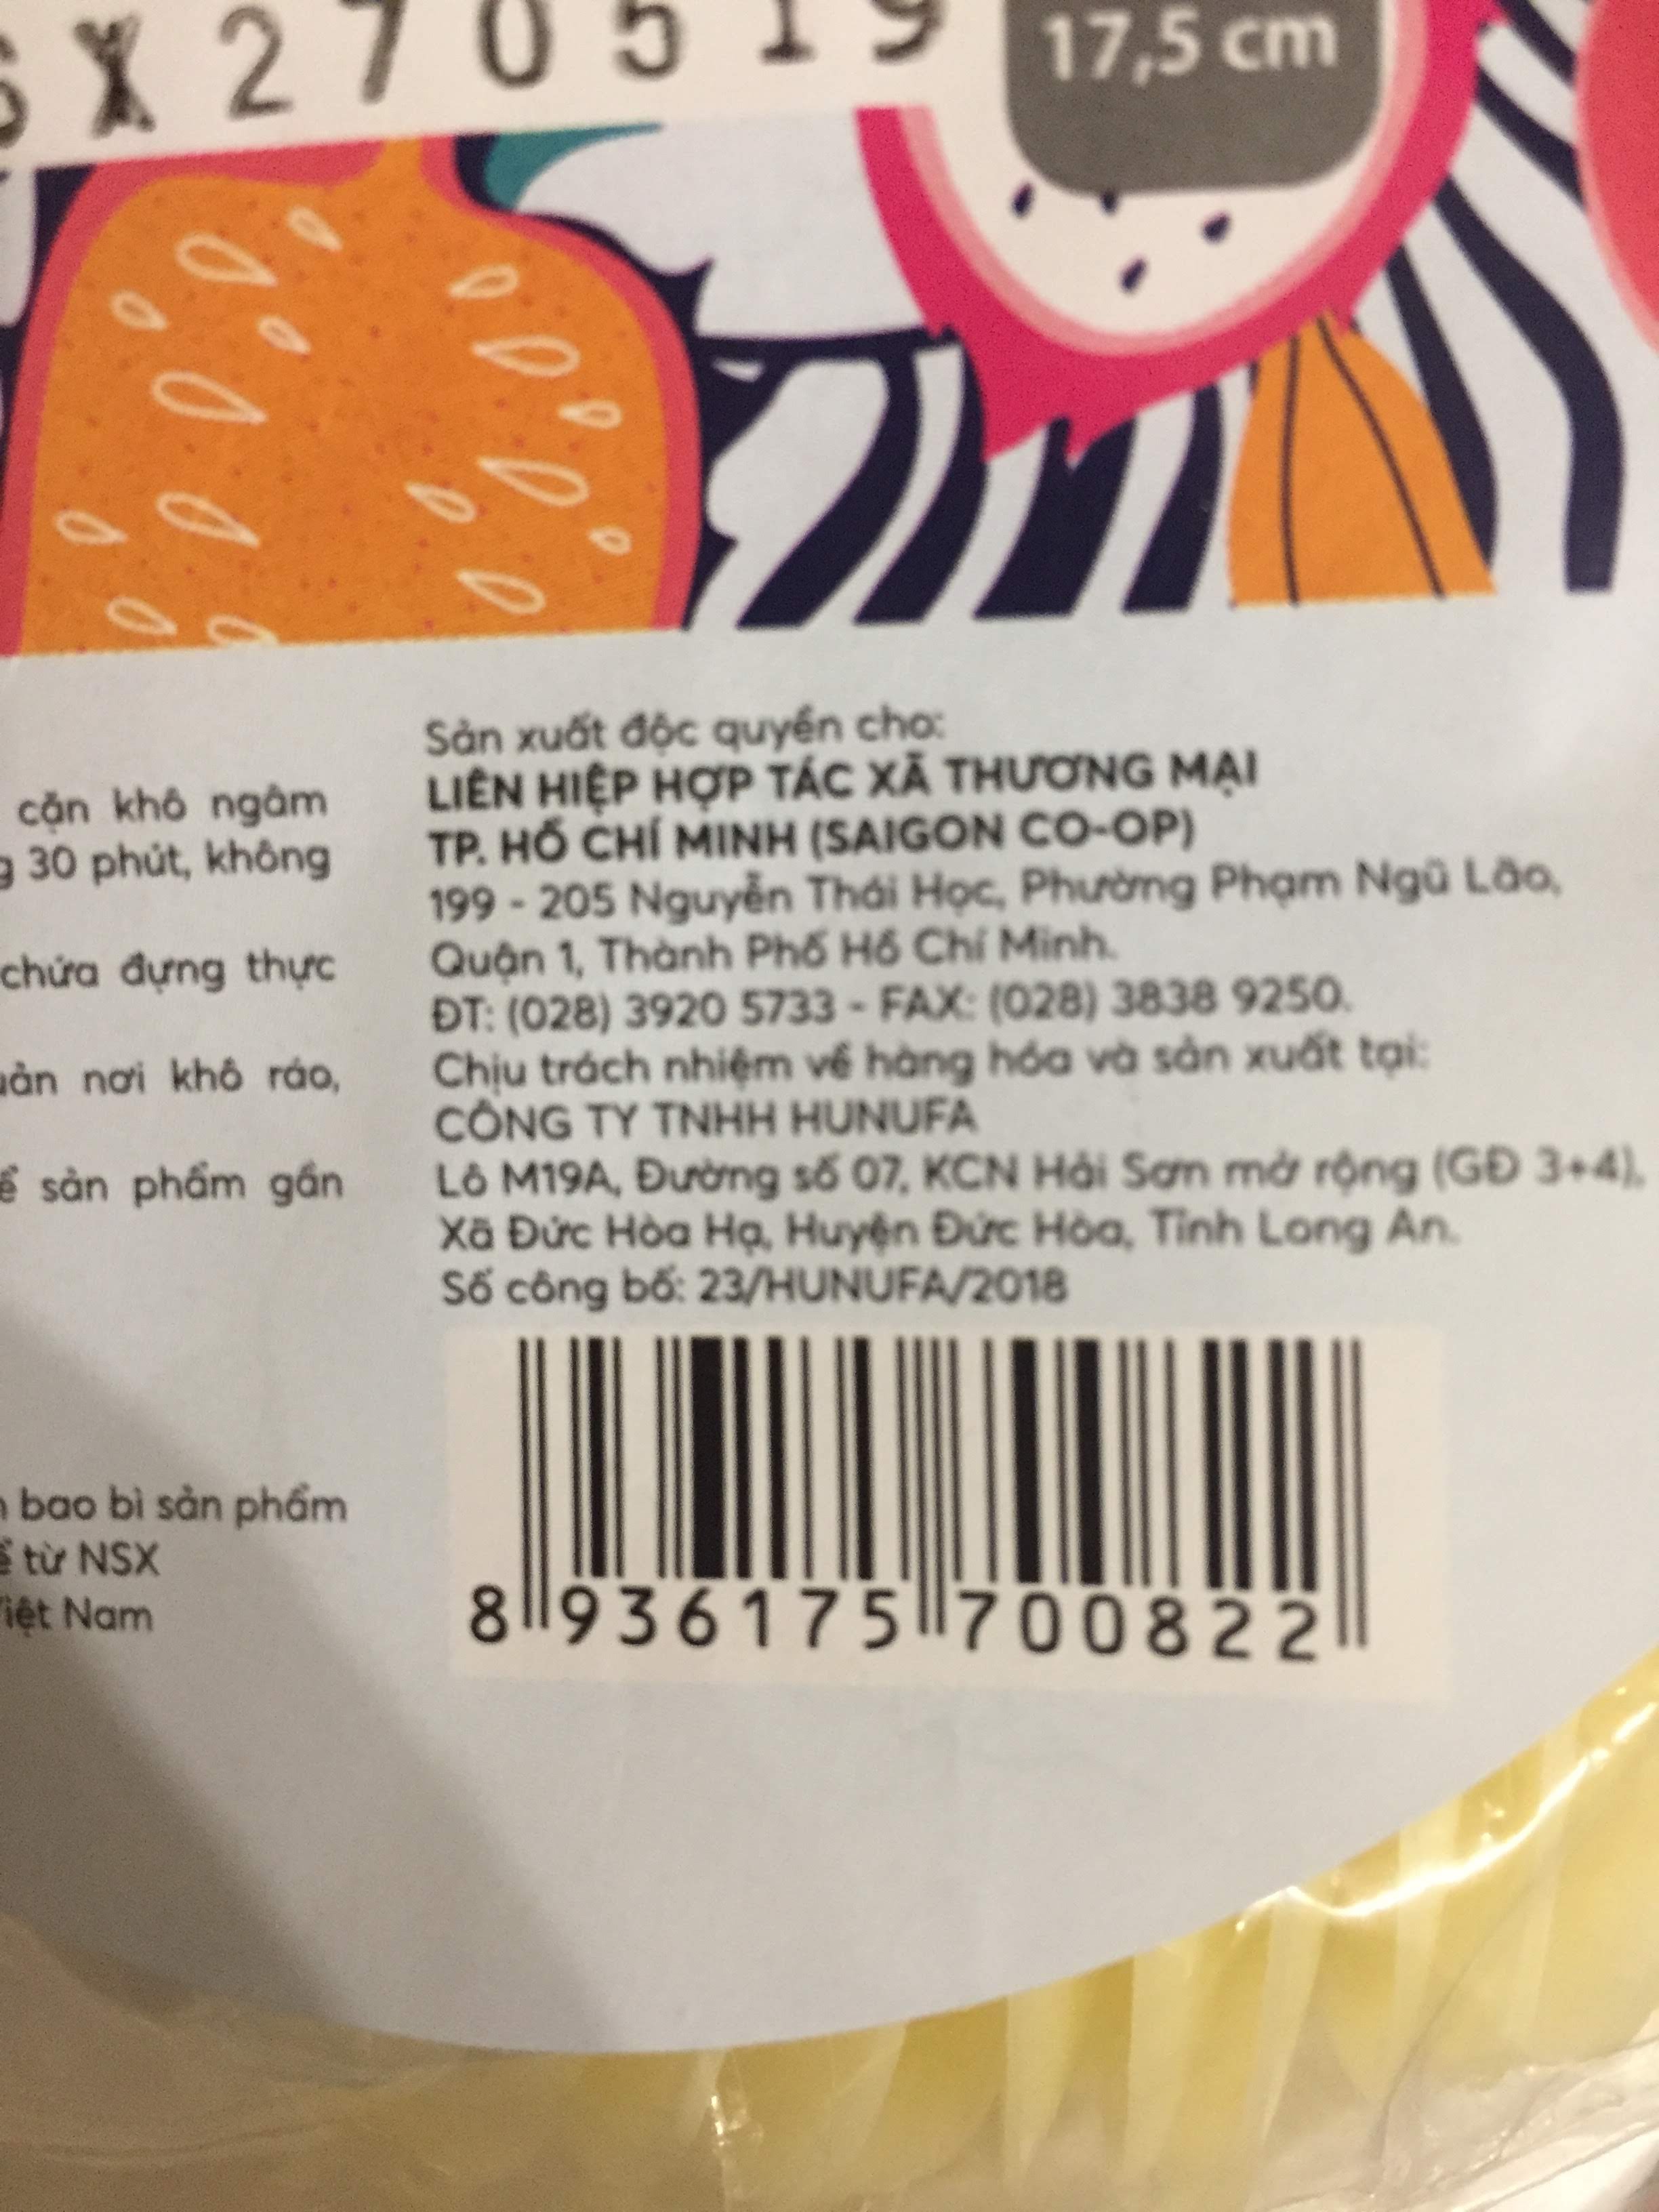 SX 270519
17,5 cm
cặn khô ngâm
30 phút, không
chứa đựng thực
nơi khô ráo,
sản phẩm gần
bao bì sản phẩm
từ NSX
Việt Nam
Sản xuất độc quyền cho:
LIÊN HIỆP HỢP TÁC XÃ THƯƠNG MẠI
TP. HỒ CHÍ MINH (SAIGON CO-OP)
199 - 205 Nguyễn Thái Học, Phường Phạm Ngũ Lão,
Quận 1, Thành Phố Hồ Chí Minh.
ĐT: (028) 3920 5733 - FAX: (028) 3838 9250.
Chịu trách nhiệm về hàng hóa và sản xuất tại:
CÔNG TY TNHH HUNUFA
Lô M19A, Đường số 07, KCN Hải Sơn mở rộng (GĐ 3+4),
Xã Đức Hòa Hạ, Huyện Đức Hòa, Tỉnh Long An.
Số công bố: 23/HUNUFA/2018
8 936175 700822